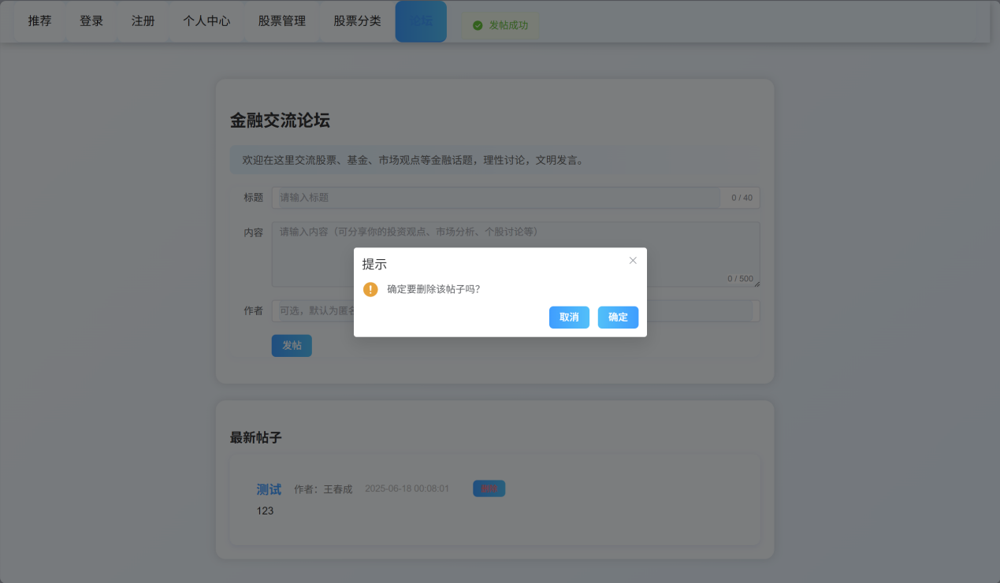 推荐 登录 注册 个人中心 股票管理 股票分类 论坛 发帖成功
金融交流论坛
欢迎在这里交流股票、基金、市场观点等金融话题，理性讨论，文明发言。
标题 请输入标题 0 / 40
内容 请输入内容（可分享你的投资观点、市场分析、个股讨论等）
0 / 500
提示
确定要删除该帖子吗？
取消 确定
作者 可选，默认为匿名
发帖
最新帖子
测试 作者：王春成 2025-06-18 00:08:01 删除
123